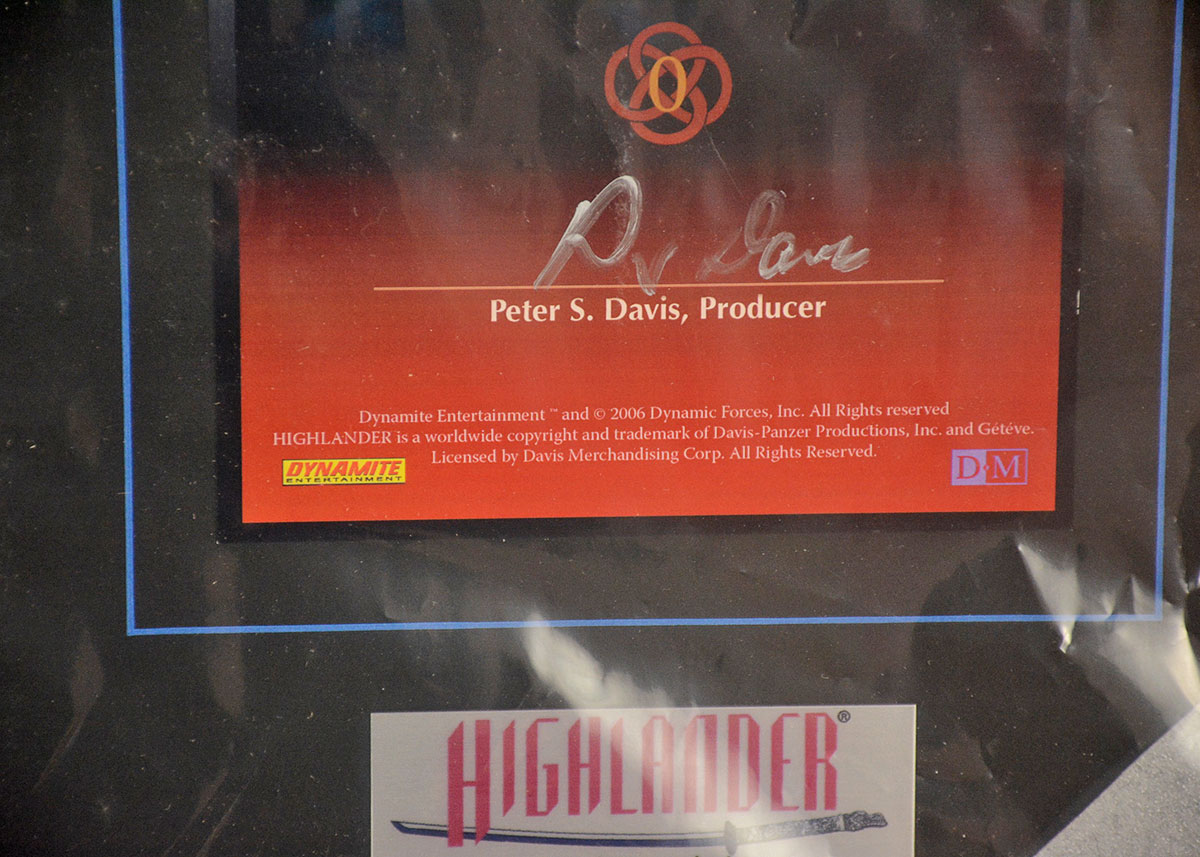 0
Peter S. Davis, Producer
Dynamite Entertainment ™ and © 2006 Dynamic Forces, Inc. All Rights reserved
HIGHLANDER is a worldwide copyright and trademark of Davis-Panzer Productions, Inc. and Gétéve.
Licensed by Davis Merchandising Corp. All Rights Reserved.
DYNAMITE
ENTERTAINMENT
D·M
HIGHLANDER®